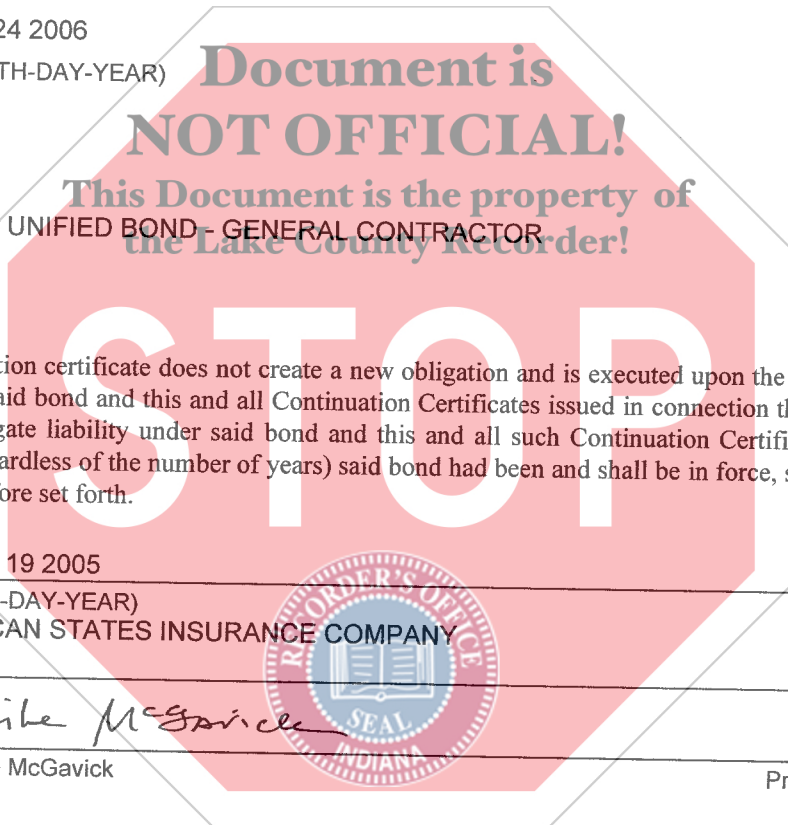 24 2006
TH-DAY-YEAR)
Document is
NOT OFFICIAL!
This Document is the property of
the Lake County Recorder!
UNIFIED BOND - GENERAL CONTRACTOR
STOP
tion certificate does not create a new obligation and is executed upon the
aid bond and this and all Continuation Certificates issued in connection th
gate liability under said bond and this and all such Continuation Certifi
ardless of the number of years) said bond had been and shall be in force, s
fore set forth.
19 2005
-DAY-YEAR)
CAN STATES INSURANCE COMPANY
RECORDER'S OFFICE
SEAL
INDIANA
ike McGavick
McGavick
Pr